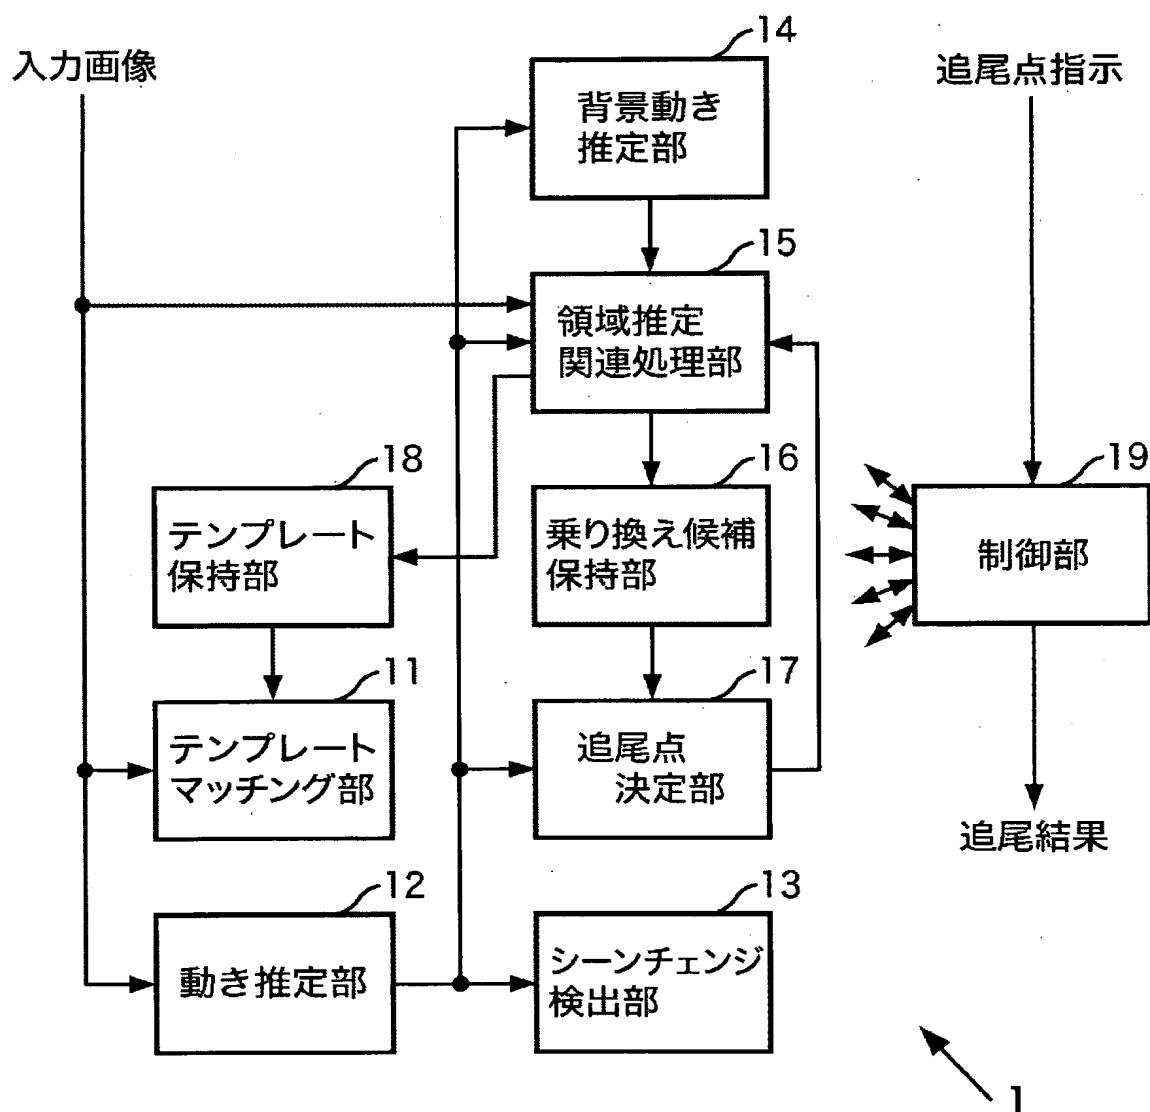 入力画像
14
背景動き
推定部
追尾点指示
15
領域推定
関連処理部
18
テンプレート
保持部
16
乗り換え候補
保持部
19
制御部
11
テンプレート
マッチング部
17
追尾点
決定部
追尾結果
12
動き推定部
13
シーンチェンジ
検出部
1